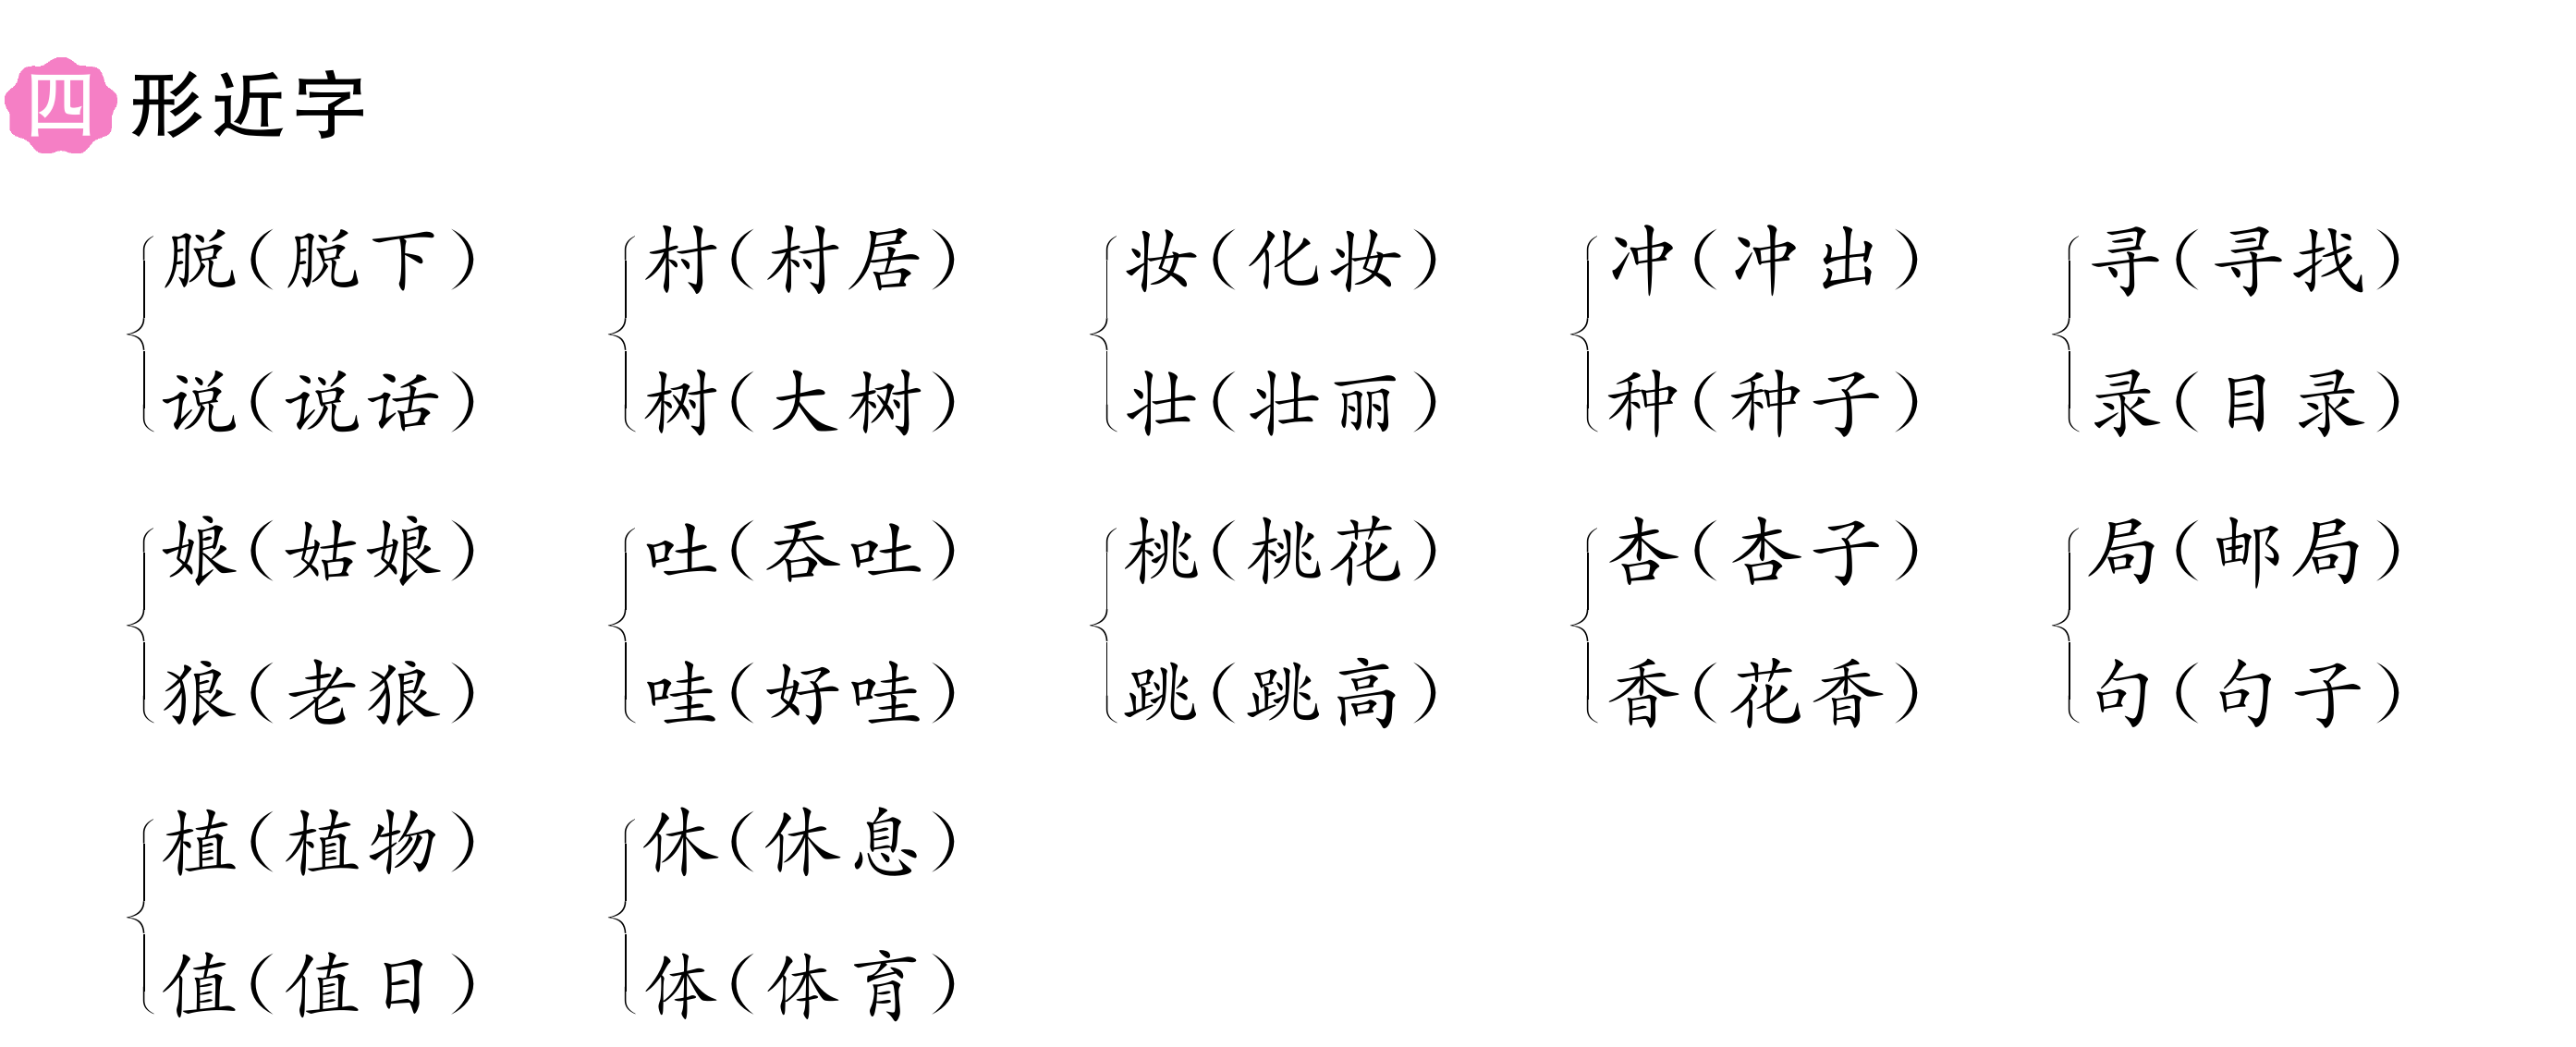 四 形近字
脱(脱下) 村(村居) 妆(化妆) 冲(冲出) 寻(寻找)
说(说话) 树(大树) 壮(壮丽) 种(种子) 录(目录)
娘(姑娘) 吐(吞吐) 桃(桃花) 杏(杏子) 局(邮局)
狼(老狼) 哇(好哇) 跳(跳高) 香(花香) 句(句子)
植(植物) 休(休息)
值(值日) 体(体育)